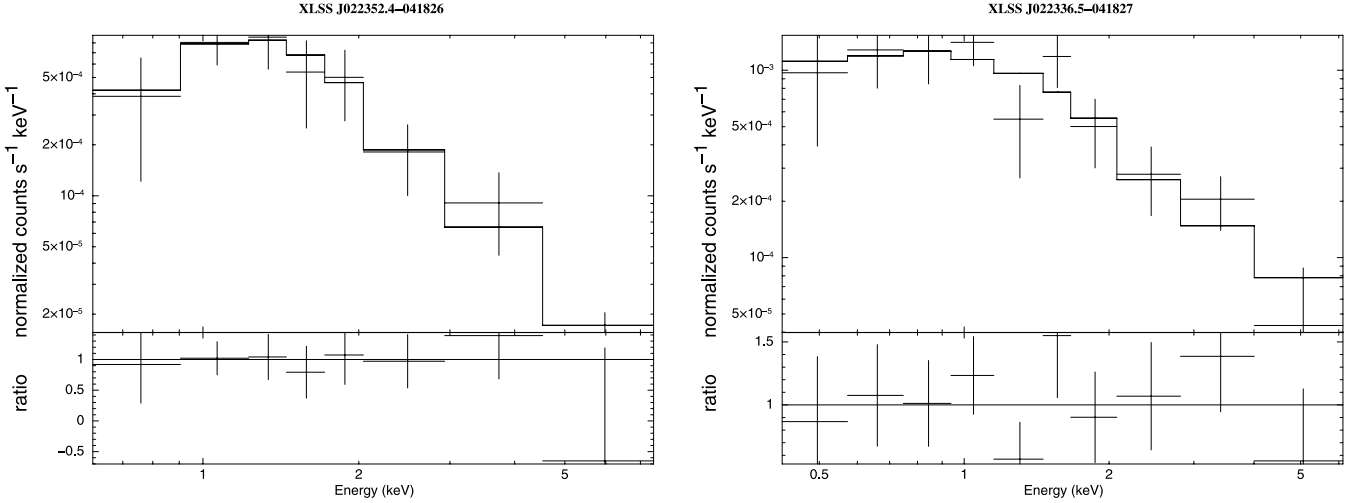 XLSS J022352.4−041826
normalized counts s−1 keV−1
5×10−4
2×10−4
10−4
5×10−5
2×10−5
ratio
1
0.5
0
−0.5
1
2
5
Energy (keV)
XLSS J022336.5−041827
normalized counts s−1 keV−1
10−3
5×10−4
2×10−4
10−4
5×10−5
ratio
1.5
1
0.5
1
2
5
Energy (keV)